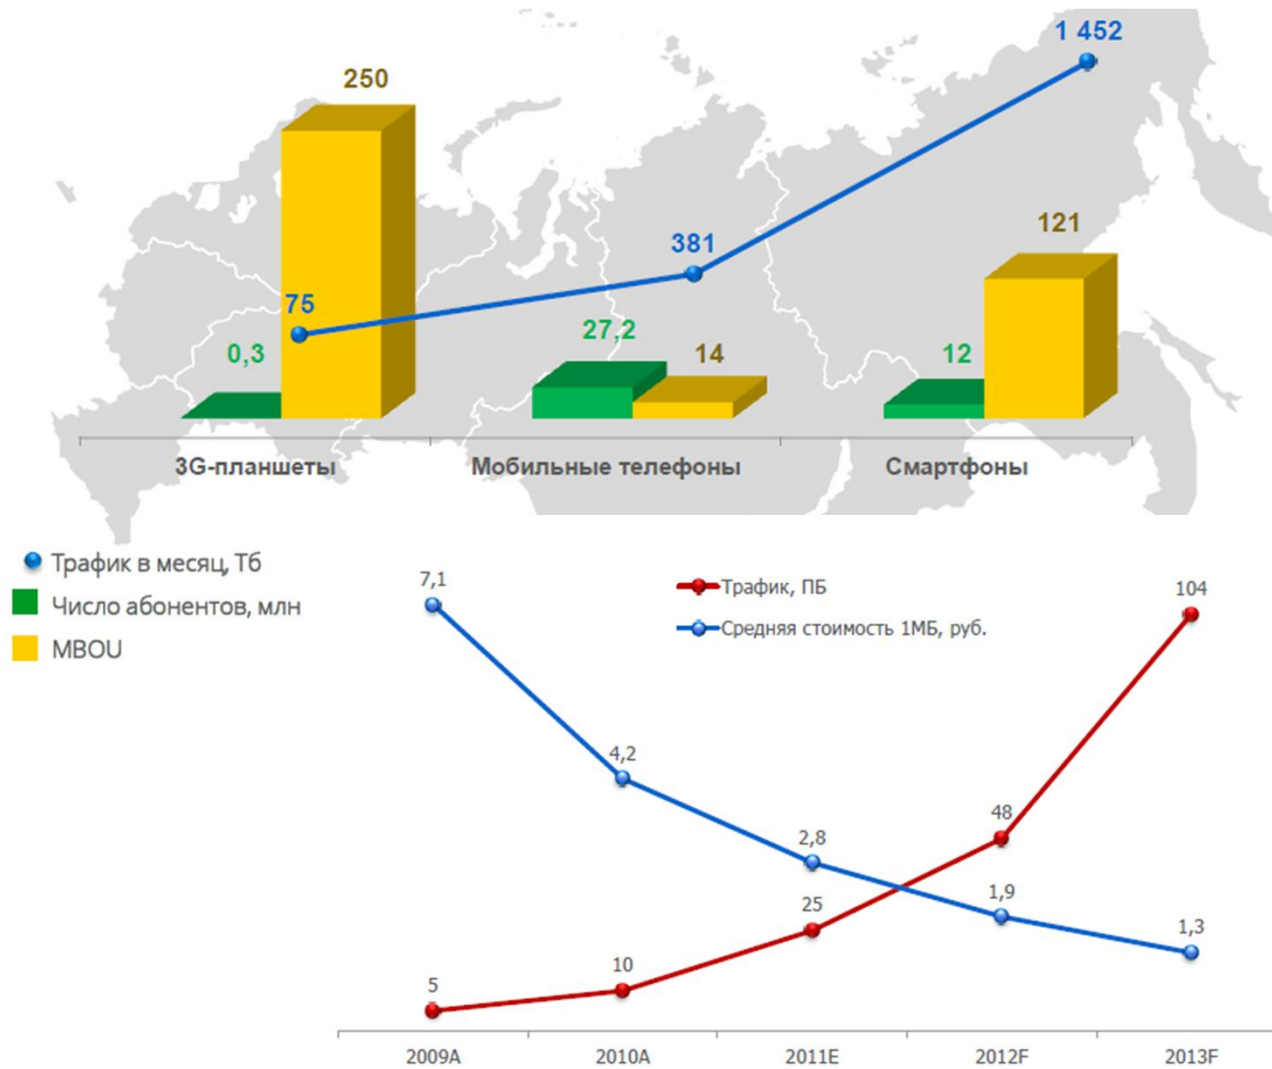 1 452
250
121
381
75
27,2
0,3
14
12
3G-планшеты
Мобильные телефоны
Смартфоны
Трафик в месяц, Тб
Число абонентов, млн
MBOU
Трафик, ПБ
Средняя стоимость 1МБ, руб.
7,1
4,2
2,8
1,9
1,3
5
10
25
48
104
2009A
2010A
2011E
2012F
2013F